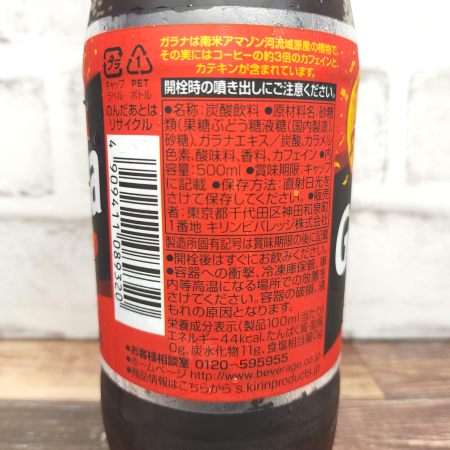 ガラナは南米アマゾン河流域原産の植物で、
その実にはコーヒーの約3倍のカフェインと、
カテキンが含まれています。
開栓時の噴き出しにご注意ください。
プラ
PET
キャップ
ラベル
ボトル
のんだあとは
リサイクル
●名称:炭酸飲料 ●原材料名:砂糖
類(果糖ぶどう糖液糖(国内製造)、
砂糖)、ガラナエキス/炭酸、カラメル
色素、酸味料、香料、カフェイン ●内
容量:500ml ●賞味期限:キャップ
に記載 ●保存方法:直射日光を
さけて保存してください。●販売
者:東京都千代田区神田和泉町
1番地 キリンビバレッジ株式会社
製造所固有記号は賞味期限の後に記載
●開栓後はすぐにお飲みください。
●容器への衝撃、冷凍庫保管、車
内等高温になる場所での放置を
さけてください。容器の破損、液
もれの原因となります。
栄養成分表示(製品100ml当たり)
エネルギー44kcal、たんぱく質・脂質
0g、炭水化物11g、食塩相当量0g
●お客様相談室 0120-595955
●ホームページ http://www.beverage.co.jp
●商品情報はこちらから s.kirinproducts.jp
4909411089320